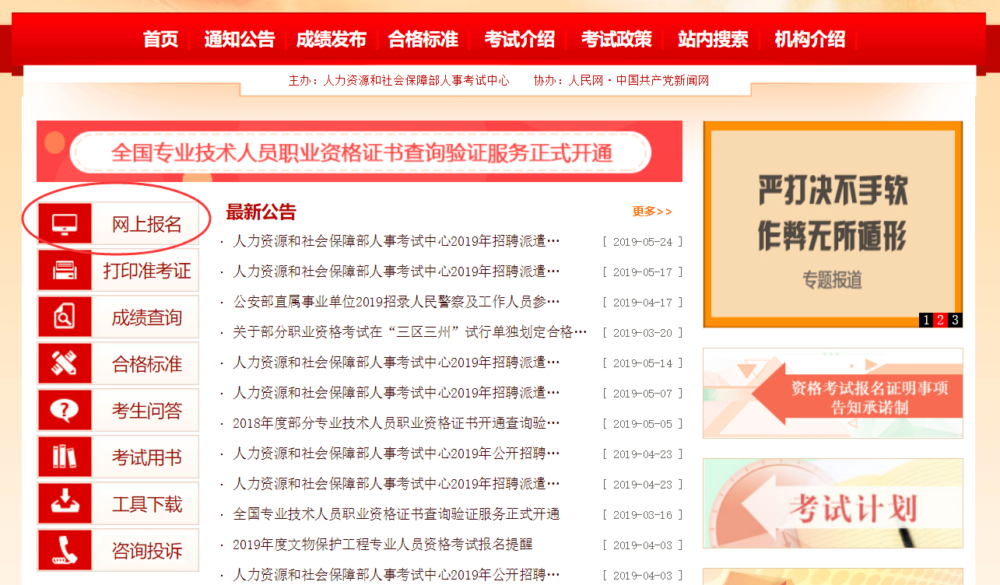 首页 通知公告 成绩发布 合格标准 考试介绍 考试政策 站内搜索 机构介绍
主办：人力资源和社会保障部人事考试中心 协办：人民网·中国共产党新闻网
全国专业技术人员职业资格证书查询验证服务正式开通
网上报名
打印准考证
成绩查询
合格标准
考生问答
考试用书
工具下载
咨询投诉
最新公告 更多>>
· 人力资源和社会保障部人事考试中心2019年招聘派遣… [ 2019-05-24 ]
· 人力资源和社会保障部人事考试中心2019年招聘派遣… [ 2019-05-17 ]
· 公安部直属事业单位2019招录人民警察及工作人员参… [ 2019-04-17 ]
· 关于部分职业资格考试在“三区三州”试行单独划定合格… [ 2019-03-20 ]
· 人力资源和社会保障部人事考试中心2019年招聘派遣… [ 2019-05-14 ]
· 人力资源和社会保障部人事考试中心2019年招聘派遣… [ 2019-05-07 ]
· 2018年度部分专业技术人员职业资格证书开通查询验… [ 2019-05-05 ]
· 人力资源和社会保障部人事考试中心2019年公开招聘… [ 2019-04-23 ]
· 人力资源和社会保障部人事考试中心2019年招聘派遣… [ 2019-04-23 ]
· 全国专业技术人员职业资格证书查询验证服务正式开通 [ 2019-03-16 ]
· 2019年度文物保护工程专业人员资格考试报名提醒 [ 2019-04-03 ]
· 人力资源和社会保障部人事考试中心2019年公开招聘… [ 2019-04-03 ]
严打决不手软
作弊无所遁形
专题报道
1 2 3
资格考试报名证明事项
告知承诺制
考试计划